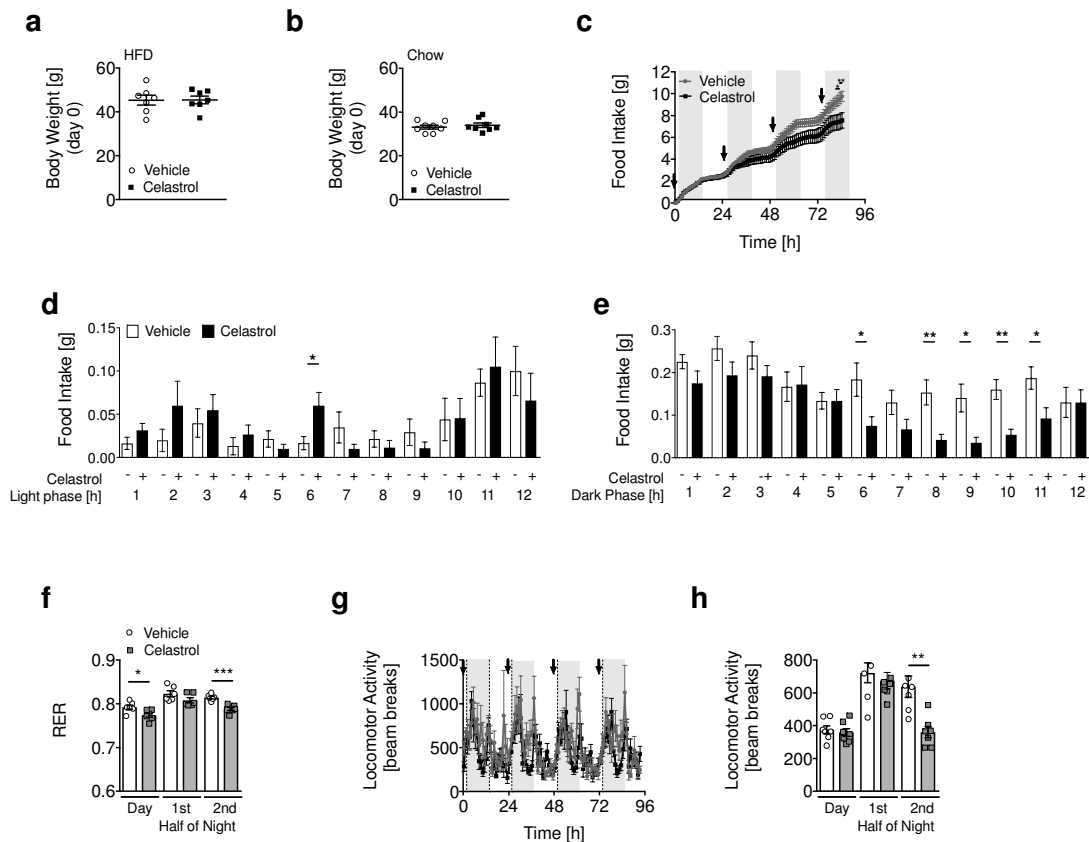 a
HFD
Body Weight [g]
(day 0)
60
40
20
0
Vehicle
Celastrol
b
Chow
Body Weight [g]
(day 0)
60
40
20
0
Vehicle
Celastrol
c
Food Intake [g]
12
10
8
6
4
2
0
Vehicle
Celastrol
0 24 48 72 96
Time [h]
d
Food Intake [g]
0.15
0.10
0.05
0.00
Vehicle Celastrol
*
Celastrol - + - + - + - + - + - + - + - + - + - + - + - +
Light phase [h] 1 2 3 4 5 6 7 8 9 10 11 12
e
Food Intake [g]
0.3
0.2
0.1
0.0
* ** * ** *
Celastrol - + - + - + - + - + - + - + - + - + - + - + - +
Dark Phase [h] 1 2 3 4 5 6 7 8 9 10 11 12
f
Vehicle
Celastrol
RER
0.9
0.8
0.7
0.6
* ***
Day 1st 2nd
Half of Night
g
Locomotor Activity
[beam breaks]
1500
1000
500
0
0 24 48 72 96
Time [h]
h
Locomotor Activity
[beam breaks]
800
600
400
200
0
**
Day 1st 2nd
Half of Night